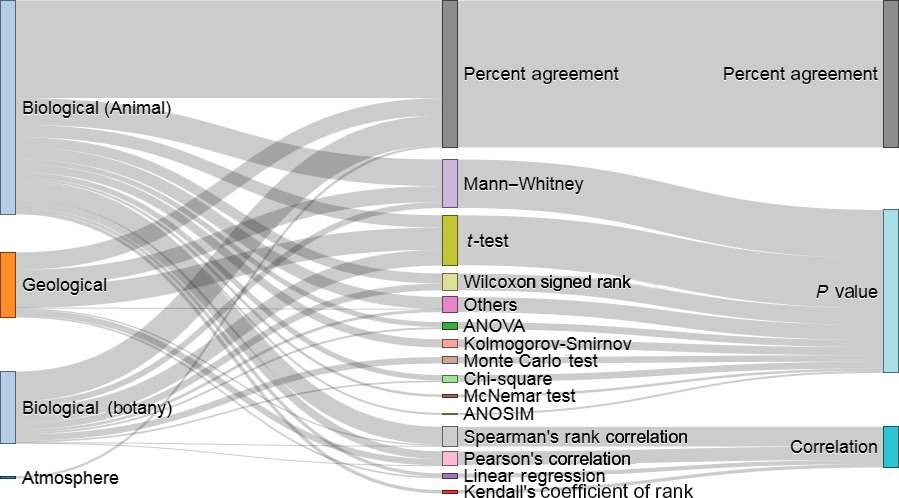 Biological (Animal)
Geological
Biological (botany)
Atmosphere
Percent agreement
Mann–Whitney
t-test
Wilcoxon signed rank
Others
ANOVA
Kolmogorov-Smirnov
Monte Carlo test
Chi-square
McNemar test
ANOSIM
Spearman's rank correlation
Pearson's correlation
Linear regression
Kendall's coefficient of rank
Percent agreement
P value
Correlation